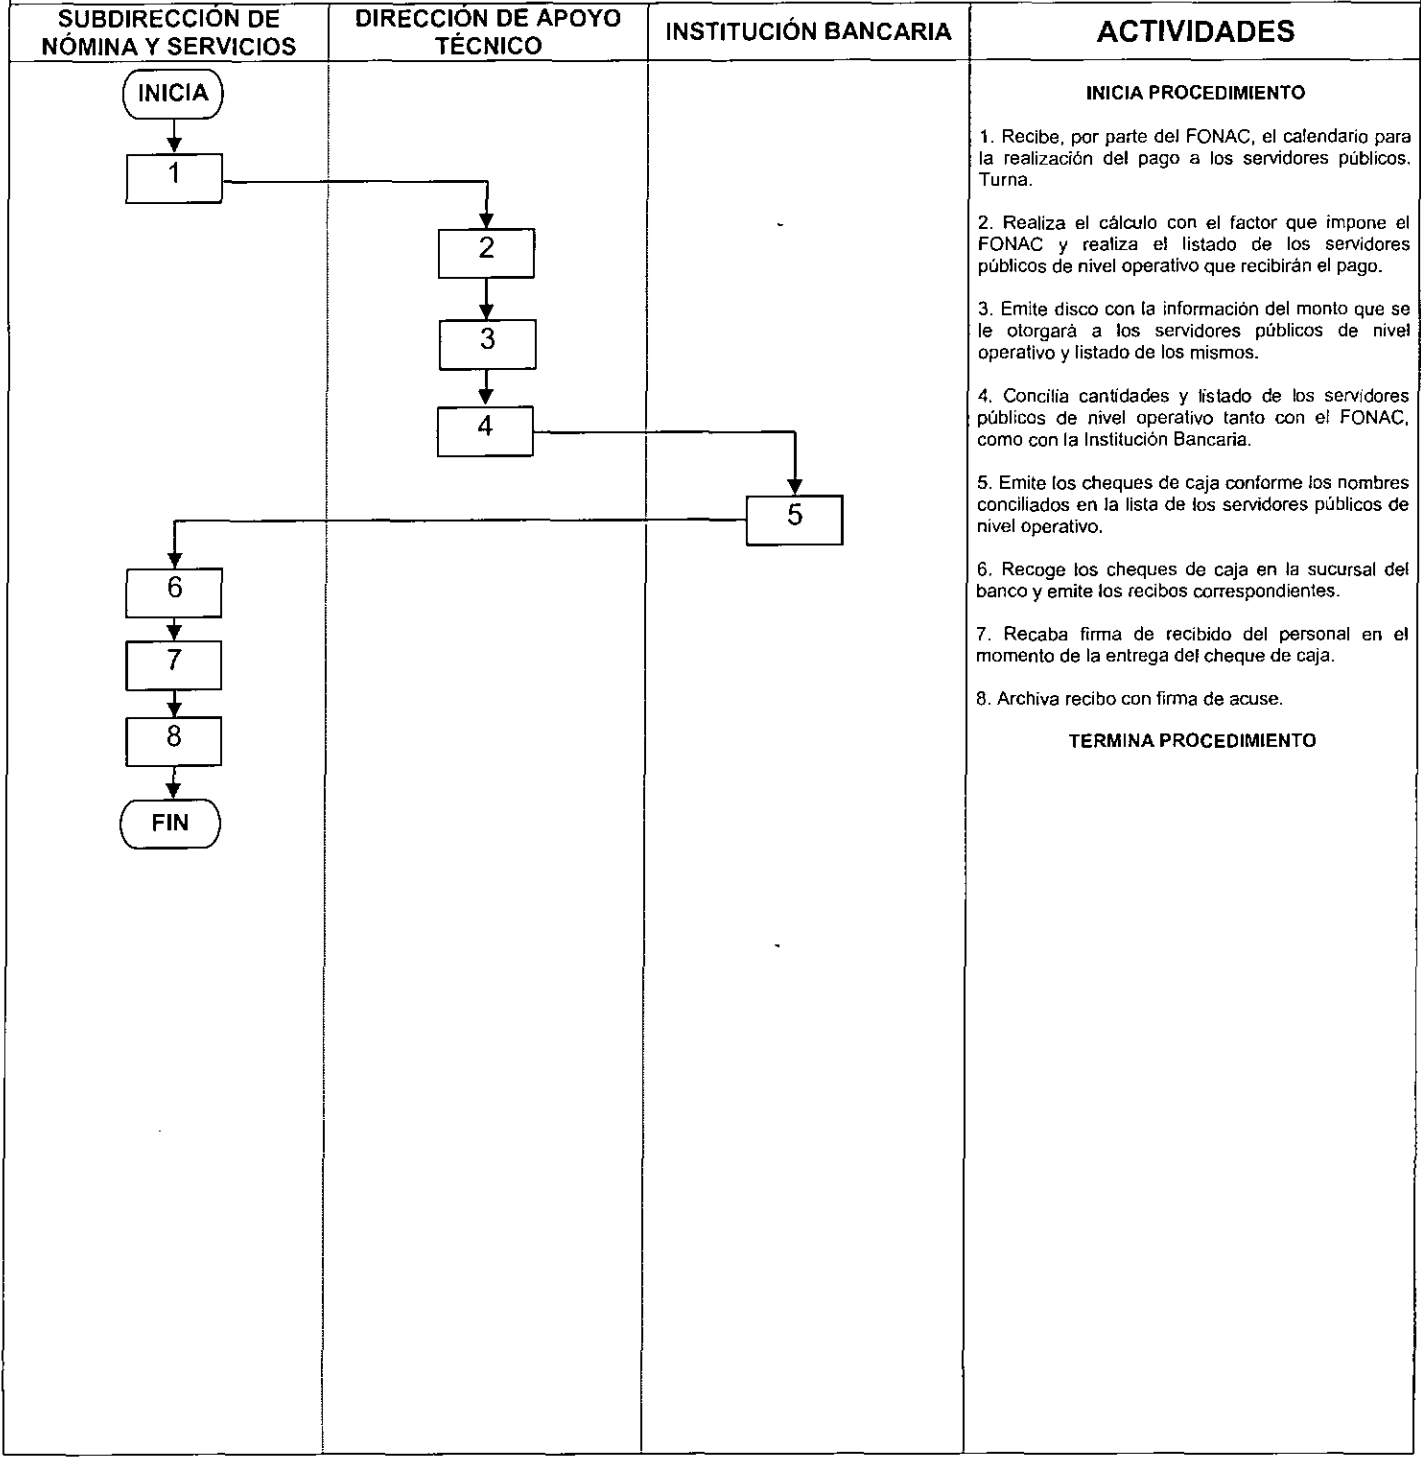 SUBDIRECCIÓN DE
NÓMINA Y SERVICIOS
DIRECCIÓN DE APOYO
TÉCNICO
INSTITUCIÓN BANCARIA
ACTIVIDADES
INICIA
1
2
3
4
5
6
7
8
FIN
INICIA PROCEDIMIENTO
1. Recibe, por parte del FONAC, el calendario para
la realización del pago a los servidores públicos.
Turna.
2. Realiza el cálculo con el factor que impone el
FONAC y realiza el listado de los servidores
públicos de nivel operativo que recibirán el pago.
3. Emite disco con la información del monto que se
le otorgará a los servidores públicos de nivel
operativo y listado de los mismos.
4. Concilia cantidades y listado de los servidores
públicos de nivel operativo tanto con el FONAC,
como con la Institución Bancaria.
5. Emite los cheques de caja conforme los nombres
conciliados en la lista de los servidores públicos de
nivel operativo.
6. Recoge los cheques de caja en la sucursal del
banco y emite los recibos correspondientes.
7. Recaba firma de recibido del personal en el
momento de la entrega del cheque de caja.
8. Archiva recibo con firma de acuse.
TERMINA PROCEDIMIENTO